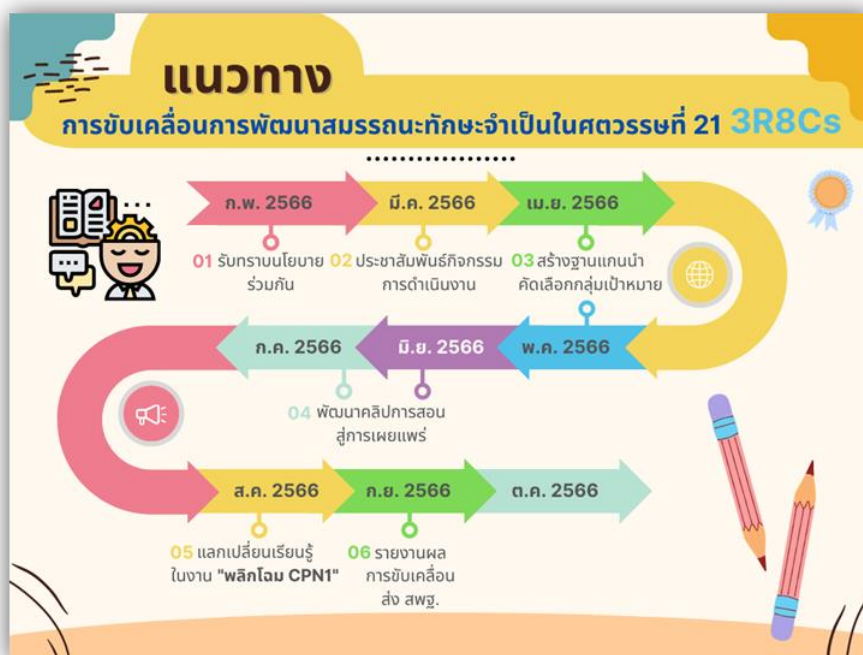 แนวทาง
การขับเคลื่อนการพัฒนาสมรรถนะทักษะจำเป็นในศตวรรษที่ 21 3R8Cs
ก.พ. 2566
มี.ค. 2566
เม.ย. 2566
01 รับทราบนโยบาย
ร่วมกัน
02 ประชาสัมพันธ์กิจกรรม
การดำเนินงาน
03 สร้างฐานแกนนำ
คัดเลือกกลุ่มเป้าหมาย
ก.ค. 2566
มิ.ย. 2566
พ.ค. 2566
04 พัฒนาคลิปการสอน
สู่การเผยแพร่
ส.ค. 2566
ก.ย. 2566
ต.ค. 2566
05 แลกเปลี่ยนเรียนรู้
ในงาน "พลิกโฉม CPN1"
06 รายงานผล
การขับเคลื่อน
ส่ง สพฐ.